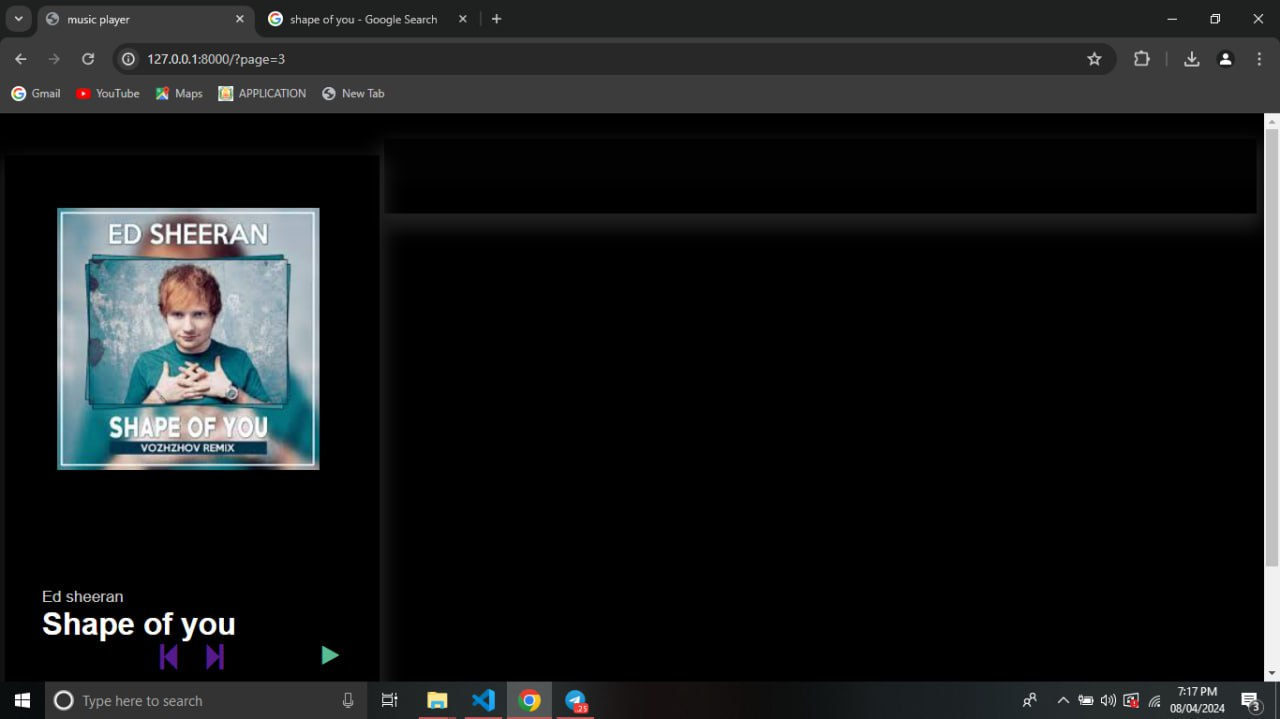 music player
shape of you - Google Search
127.0.0.1:8000/?page=3
Gmail
YouTube
Maps
APPLICATION
New Tab
ED SHEERAN
SHAPE OF YOU
VOZHZHOV REMIX
Ed sheeran
Shape of you
Type here to search
25
7:17 PM
08/04/2024
3